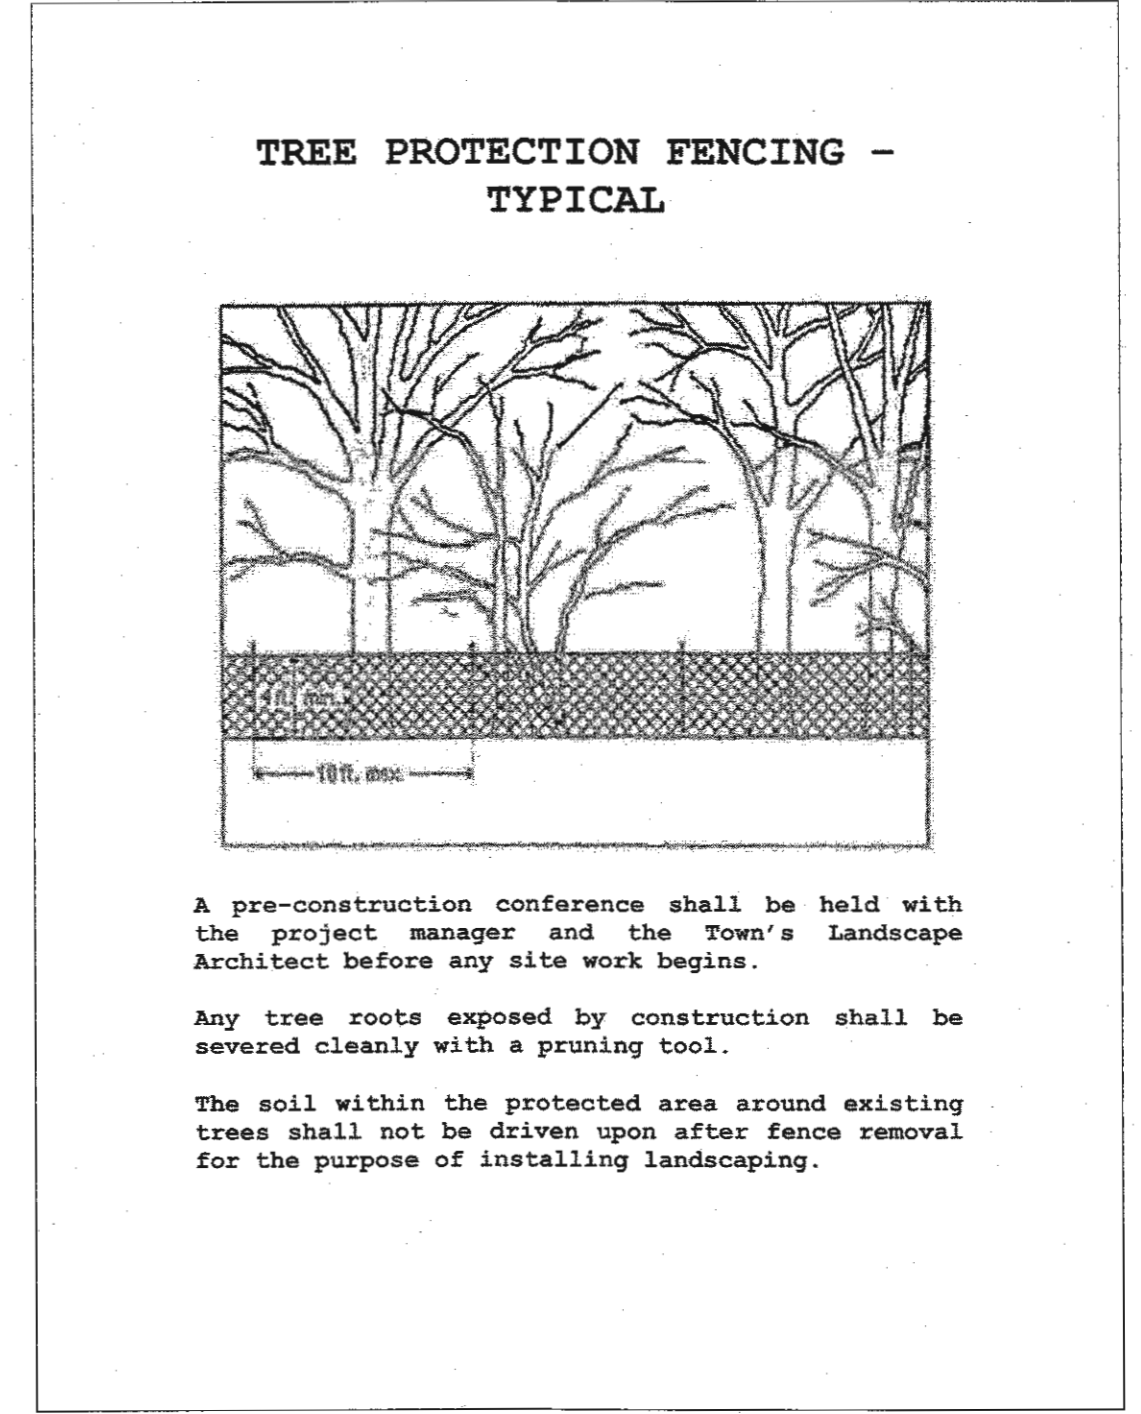 TREE PROTECTION FENCING –
TYPICAL
4 ft. min.
10 ft. max.
A pre-construction conference shall be held with
the project manager and the Town's Landscape
Architect before any site work begins.
Any tree roots exposed by construction shall be
severed cleanly with a pruning tool.
The soil within the protected area around existing
trees shall not be driven upon after fence removal
for the purpose of installing landscaping.